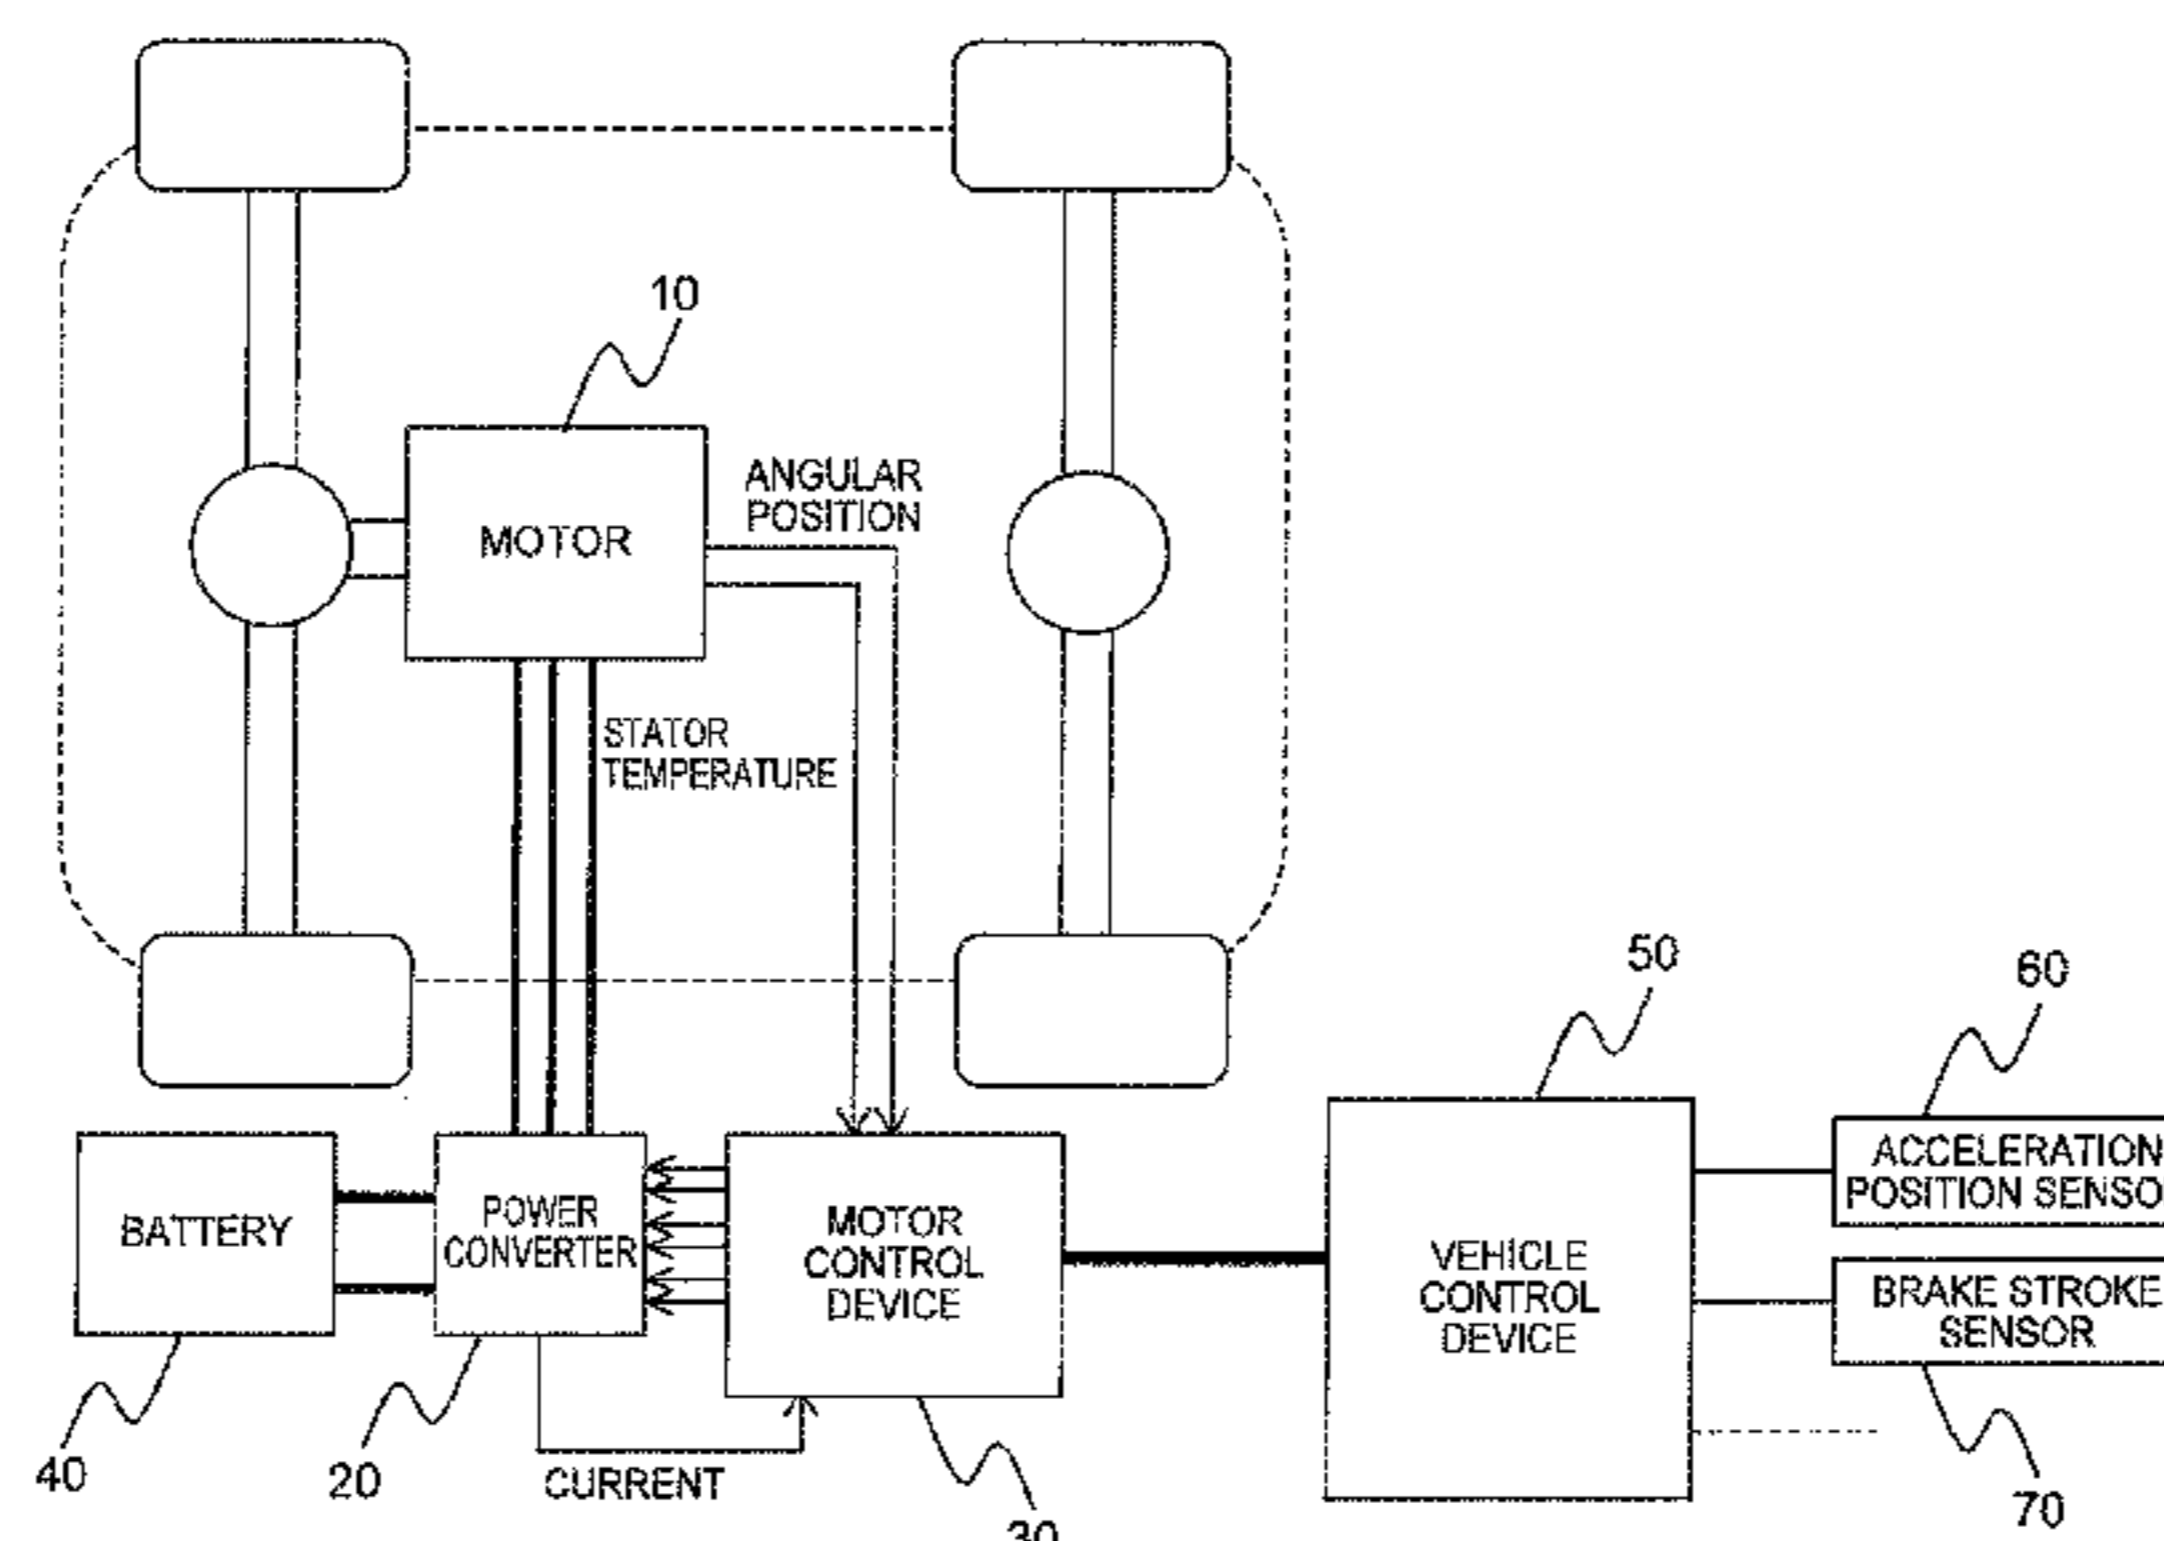 10
ANGULAR
POSITION
MOTOR
STATOR
TEMPERATURE
50
60
ACCELERATION
POSITION SENSO
BATTERY
POWER
CONVERTER
MOTOR
CONTROL
DEVICE
VEHICLE
CONTROL
DEVICE
BRAKE STROKE
SENSOR
40
20
CURRENT
30
70